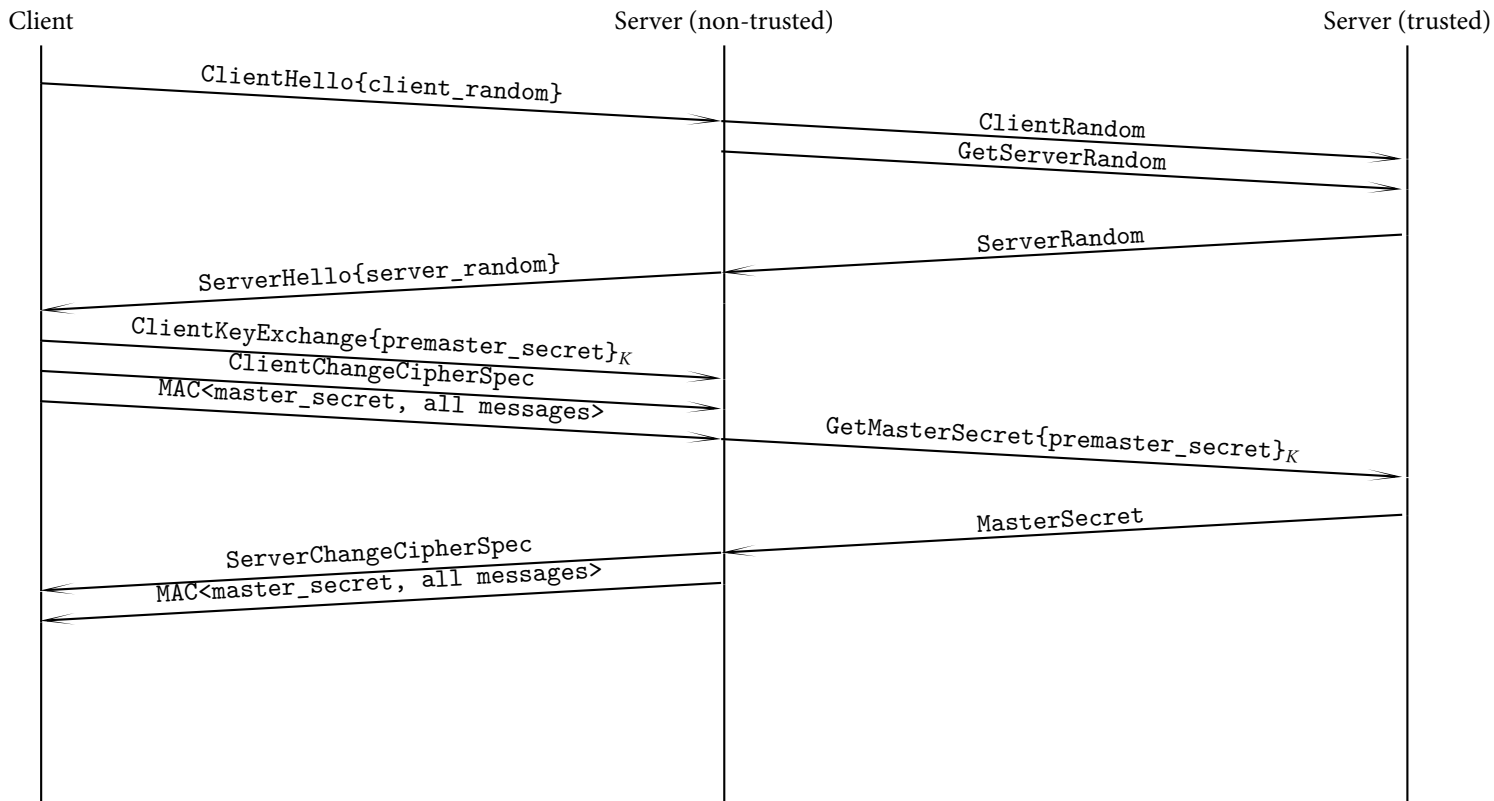 Client
Server (non-trusted)
Server (trusted)
ClientHello{client_random}
ClientRandom
GetServerRandom
ServerRandom
ServerHello{server_random}
ClientKeyExchange{premaster_secret}K
ClientChangeCipherSpec
MAC<master_secret, all messages>
GetMasterSecret{premaster_secret}K
MasterSecret
ServerChangeCipherSpec
MAC<master_secret, all messages>